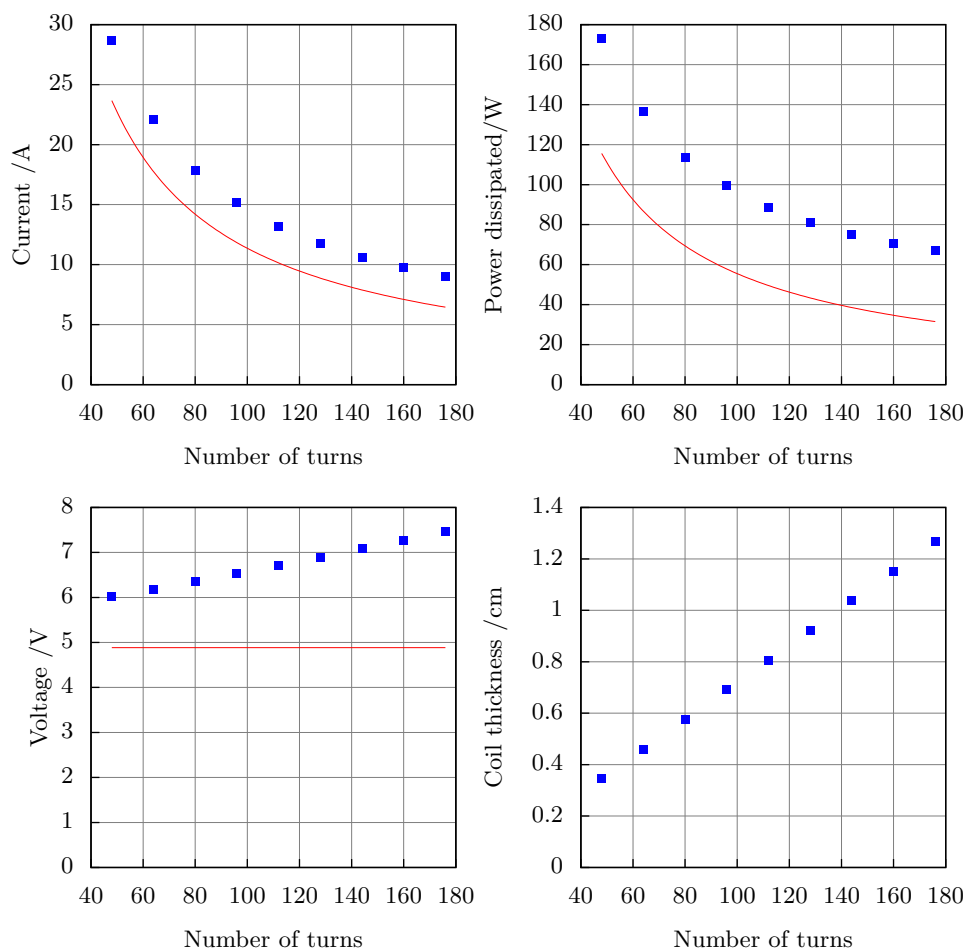 30
25
20
15
10
5
0
Current /A
40 60 80 100 120 140 160 180
Number of turns
180
160
140
120
100
80
60
40
20
0
Power dissipated/W
40 60 80 100 120 140 160 180
Number of turns
8
7
6
5
4
3
2
1
0
Voltage /V
40 60 80 100 120 140 160 180
Number of turns
1.4
1.2
1
0.8
0.6
0.4
0.2
0
Coil thickness /cm
40 60 80 100 120 140 160 180
Number of turns